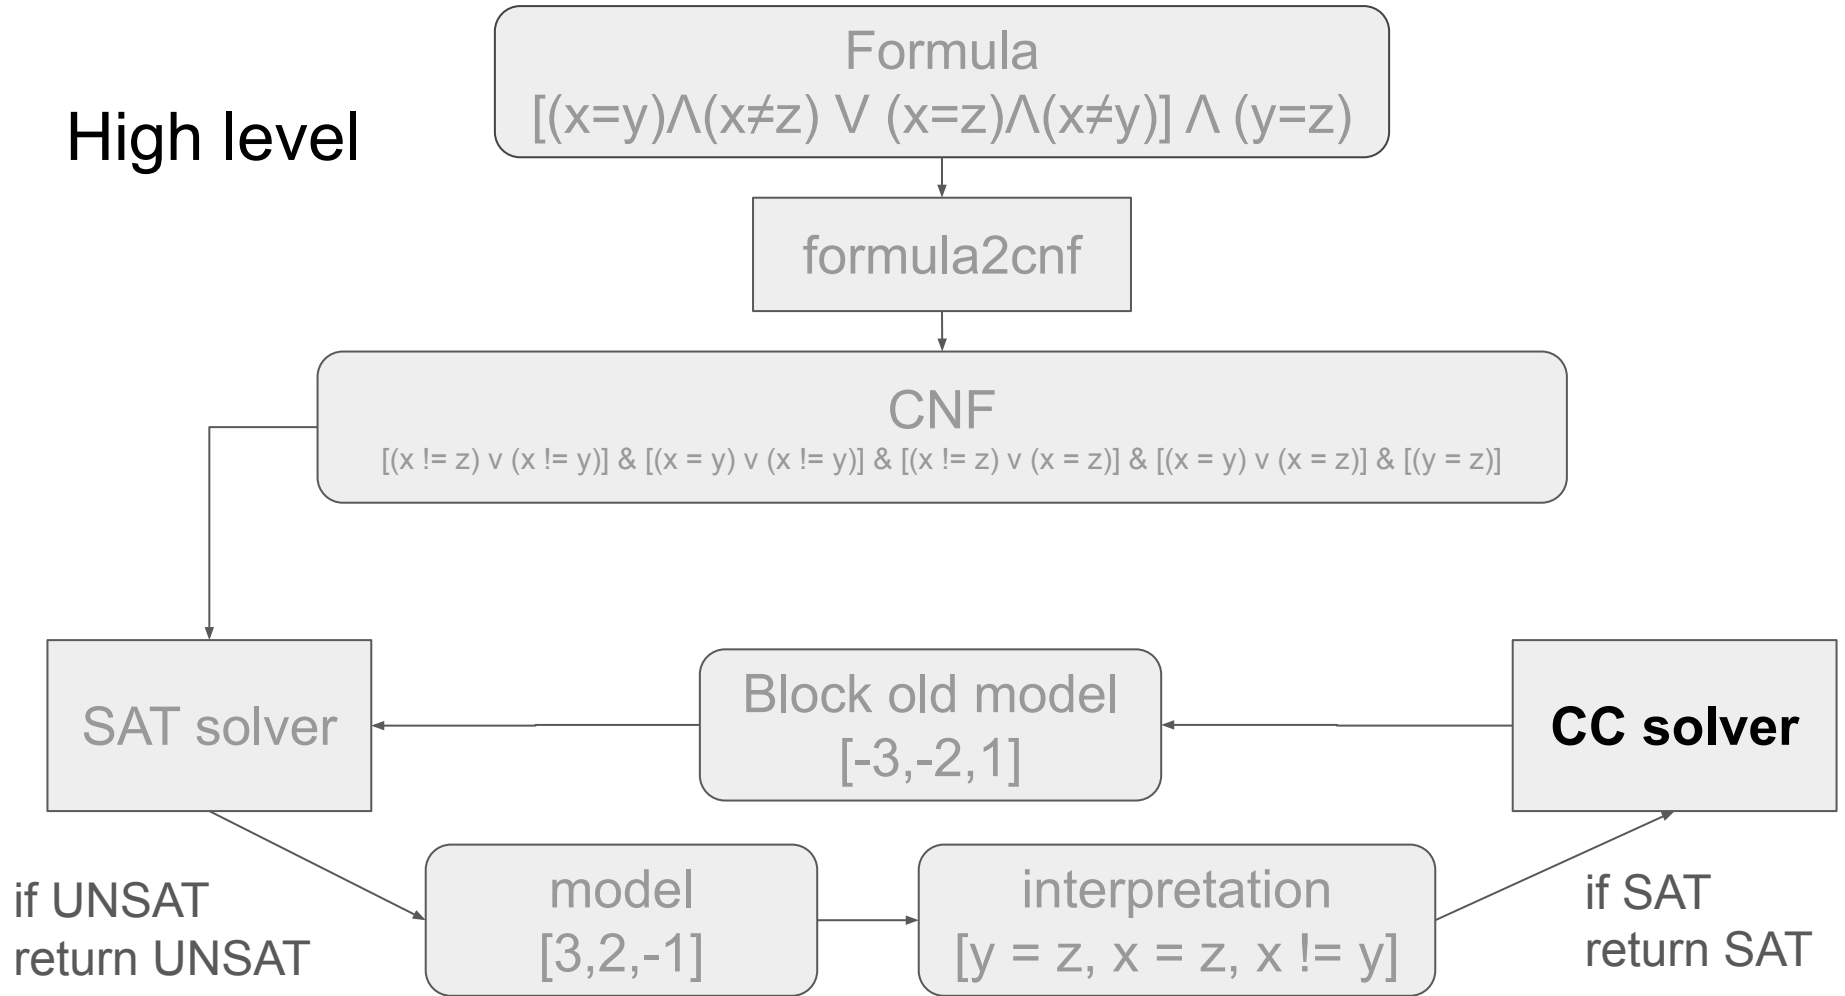 High level
Formula
[(x=y)Λ(x≠z) V (x=z)Λ(x≠y)] Λ (y=z)
formula2cnf
CNF
[(x != z) v (x != y)] & [(x = y) v (x != y)] & [(x != z) v (x = z)] & [(x = y) v (x = z)] & [(y = z)]
SAT solver
Block old model
[-3,-2,1]
CC solver
if UNSAT
return UNSAT
model
[3,2,-1]
interpretation
[y = z, x = z, x != y]
if SAT
return SAT